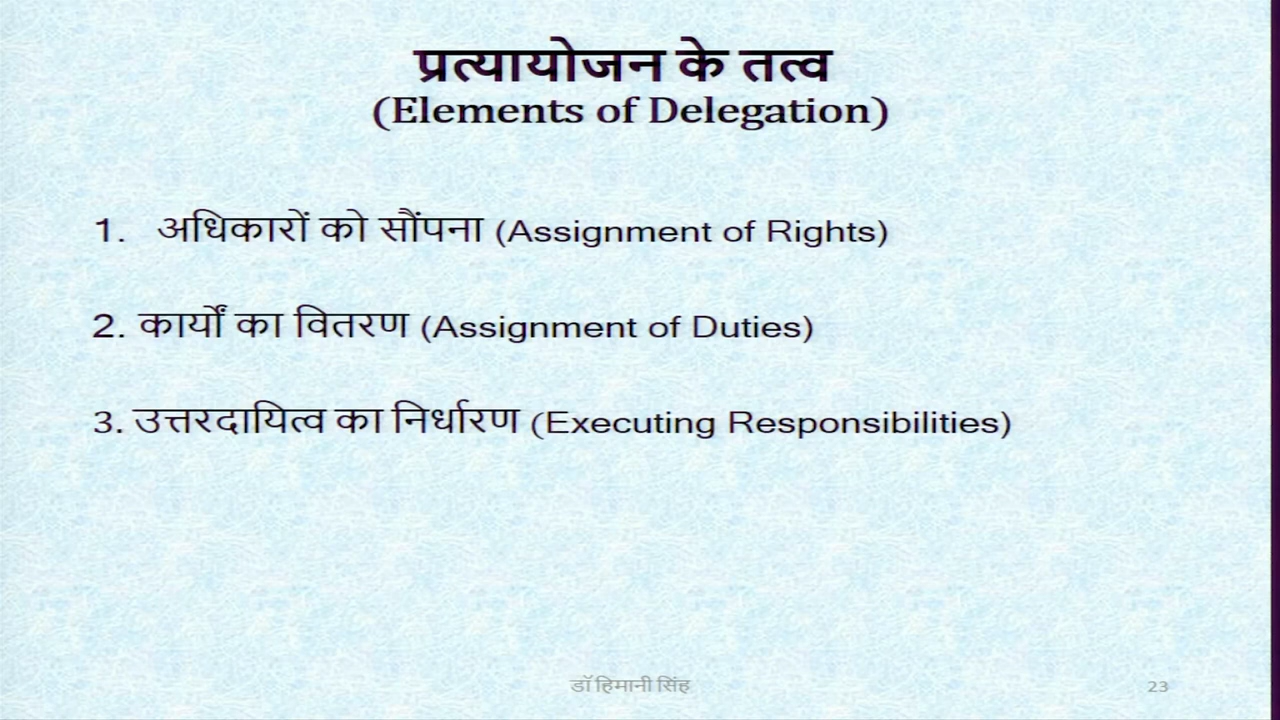 प्रत्यायोजन के तत्व
(Elements of Delegation)
1. अधिकारों को सौंपना (Assignment of Rights)
2. कार्यों का वितरण (Assignment of Duties)
3. उत्तरदायित्व का निर्धारण (Executing Responsibilities)
डॉ हिमानी सिंह
23